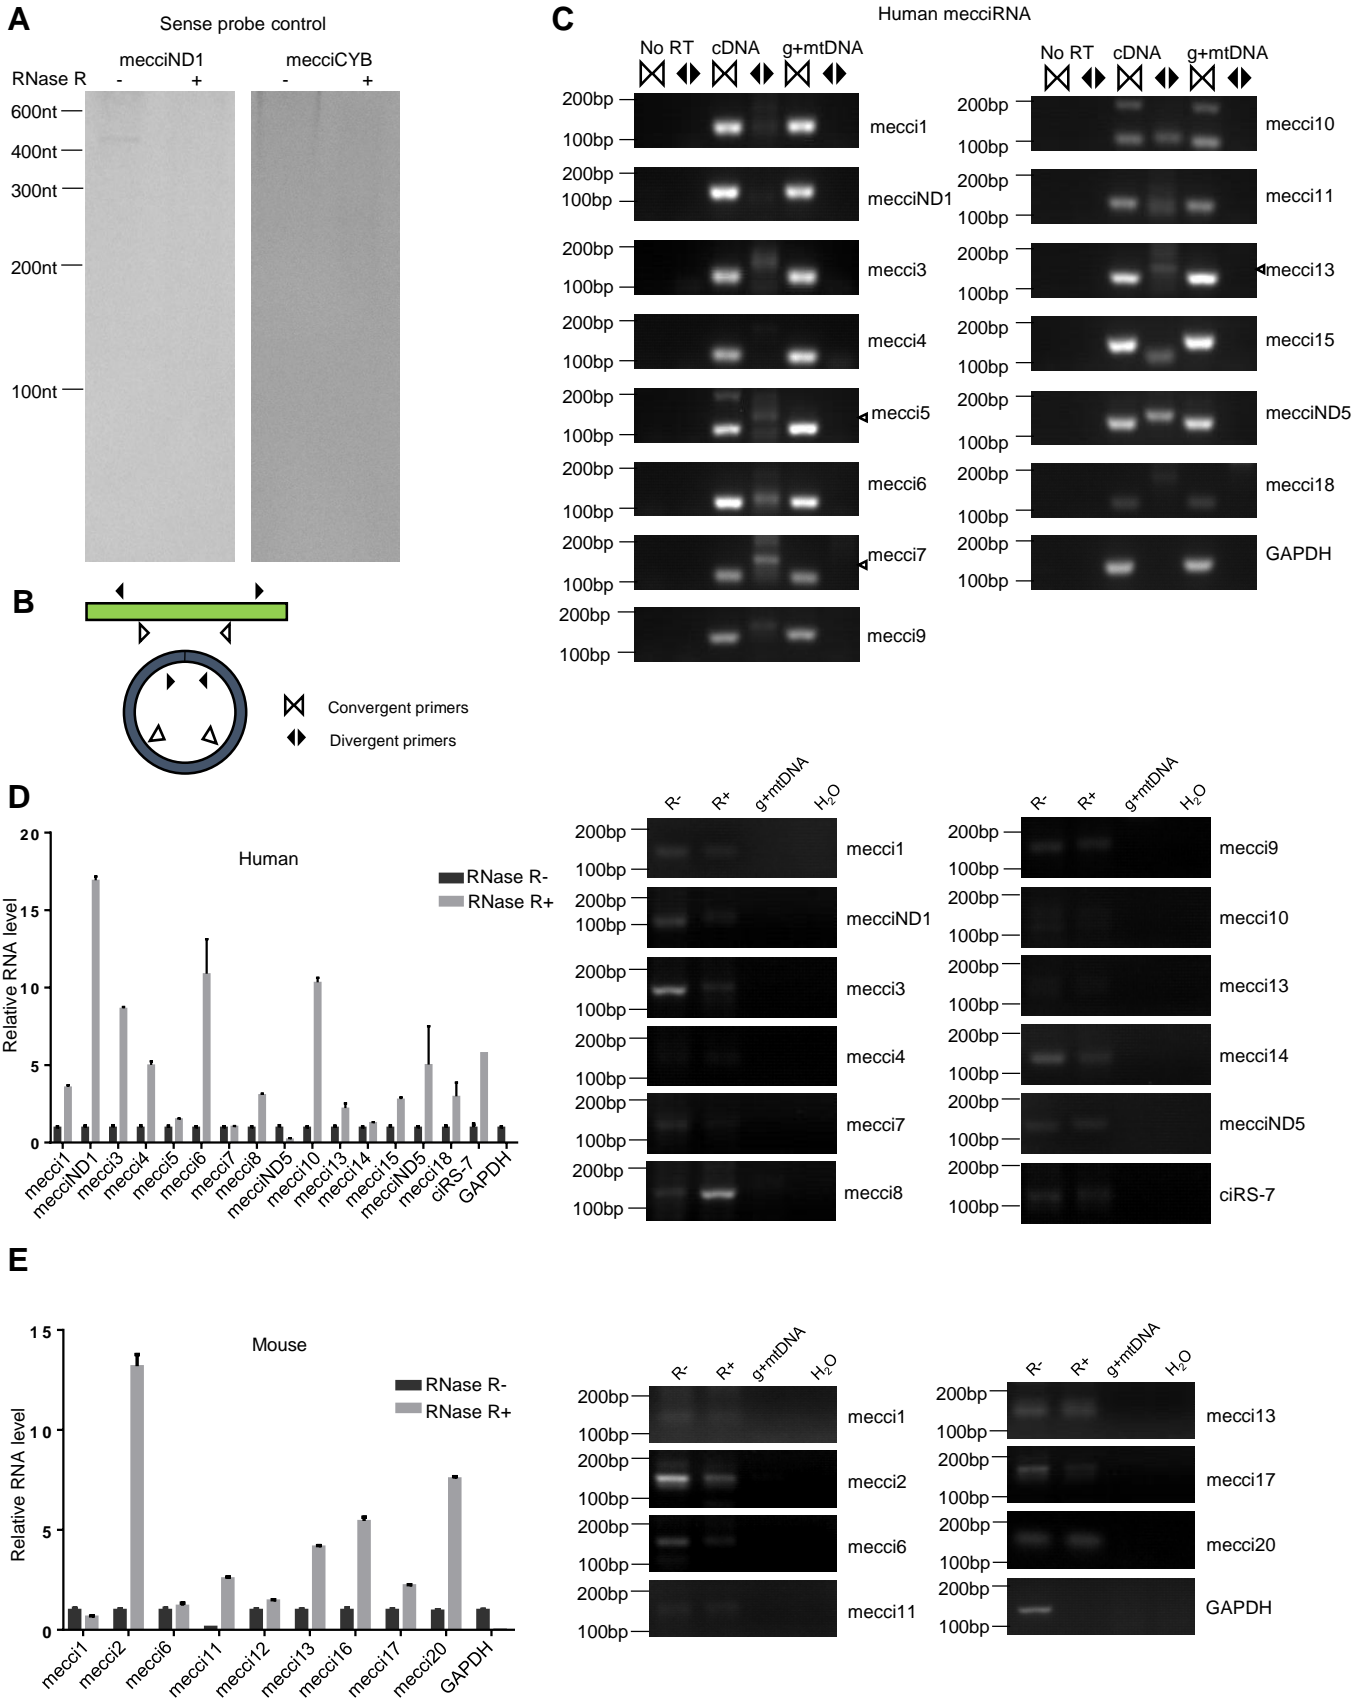 A
Sense probe control
mecciND1
mecciCYB
RNase R
-
+
-
+
600nt
400nt
300nt
200nt
100nt
B
Convergent primers
Divergent primers
C
Human mecciRNA
No RT cDNA g+mtDNA
200bp
100bp
mecci1
200bp
100bp
mecciND1
200bp
100bp
mecci3
200bp
100bp
mecci4
200bp
100bp
mecci5
200bp
100bp
mecci6
200bp
100bp
mecci7
200bp
100bp
mecci9
No RT cDNA g+mtDNA
200bp
100bp
mecci10
200bp
100bp
mecci11
200bp
100bp
mecci13
200bp
100bp
mecci15
200bp
100bp
mecciND5
200bp
100bp
mecci18
200bp
100bp
GAPDH
D
Human
RNase R-
RNase R+
Relative RNA level
20
15
10
5
0
mecci1
mecciND1
mecci3
mecci4
mecci5
mecci6
mecci7
mecci8
mecciND5
mecci10
mecci13
mecci14
mecci15
mecciND5
mecci18
ciRS-7
GAPDH
R-
R+
g+mtDNA
H2O
200bp
100bp
mecci1
200bp
100bp
mecciND1
200bp
100bp
mecci3
200bp
100bp
mecci4
200bp
100bp
mecci7
200bp
100bp
mecci8
R-
R+
g+mtDNA
H2O
200bp
100bp
mecci9
200bp
100bp
mecci10
200bp
100bp
mecci13
200bp
100bp
mecci14
200bp
100bp
mecciND5
200bp
100bp
ciRS-7
E
Mouse
RNase R-
RNase R+
Relative RNA level
15
10
5
0
mecci1
mecci2
mecci6
mecci11
mecci12
mecci13
mecci16
mecci17
mecci20
GAPDH
R-
R+
g+mtDNA
H2O
200bp
100bp
mecci1
200bp
100bp
mecci2
200bp
100bp
mecci6
200bp
100bp
mecci11
R-
R+
g+mtDNA
H2O
200bp
100bp
mecci13
200bp
100bp
mecci17
200bp
100bp
mecci20
200bp
100bp
GAPDH